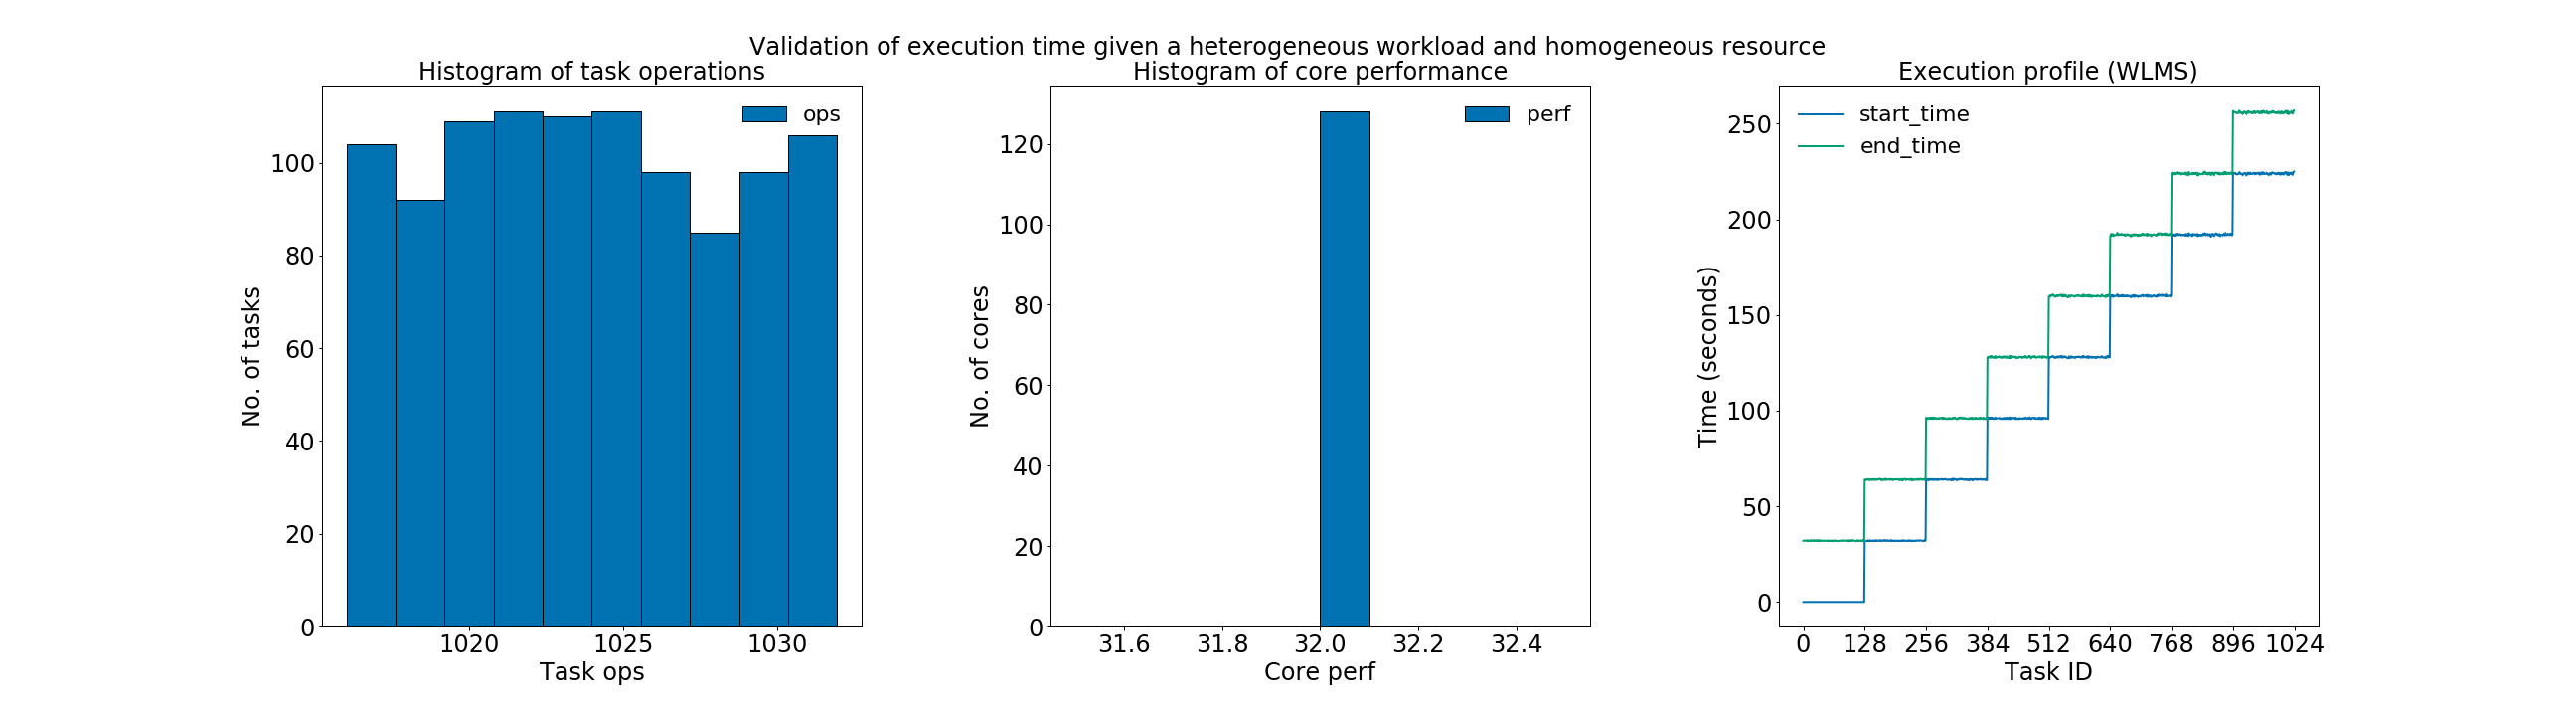 Validation of execution time given a heterogeneous workload and homogeneous resource
Histogram of task operations
ops
100
80
60
40
20
0
No. of tasks
1020 1025 1030
Task ops
Histogram of core performance
perf
120
100
80
60
40
20
0
No. of cores
31.6 31.8 32.0 32.2 32.4
Core perf
Execution profile (WLMS)
start_time
end_time
250
200
150
100
50
0
Time (seconds)
0 128 256 384 512 640 768 896 1024
Task ID